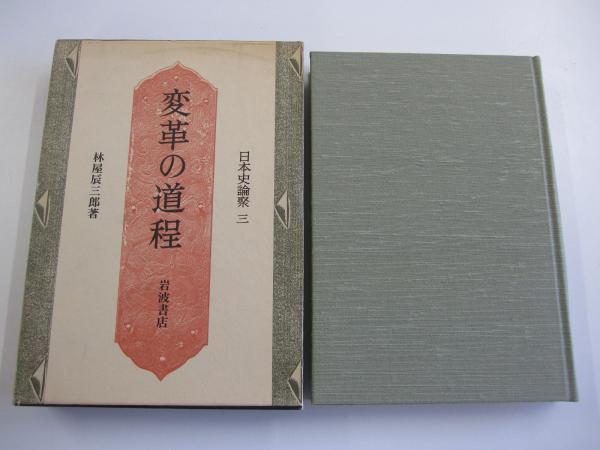 日本史論聚 三
変革の道程
岩波書店
林屋辰三郎著